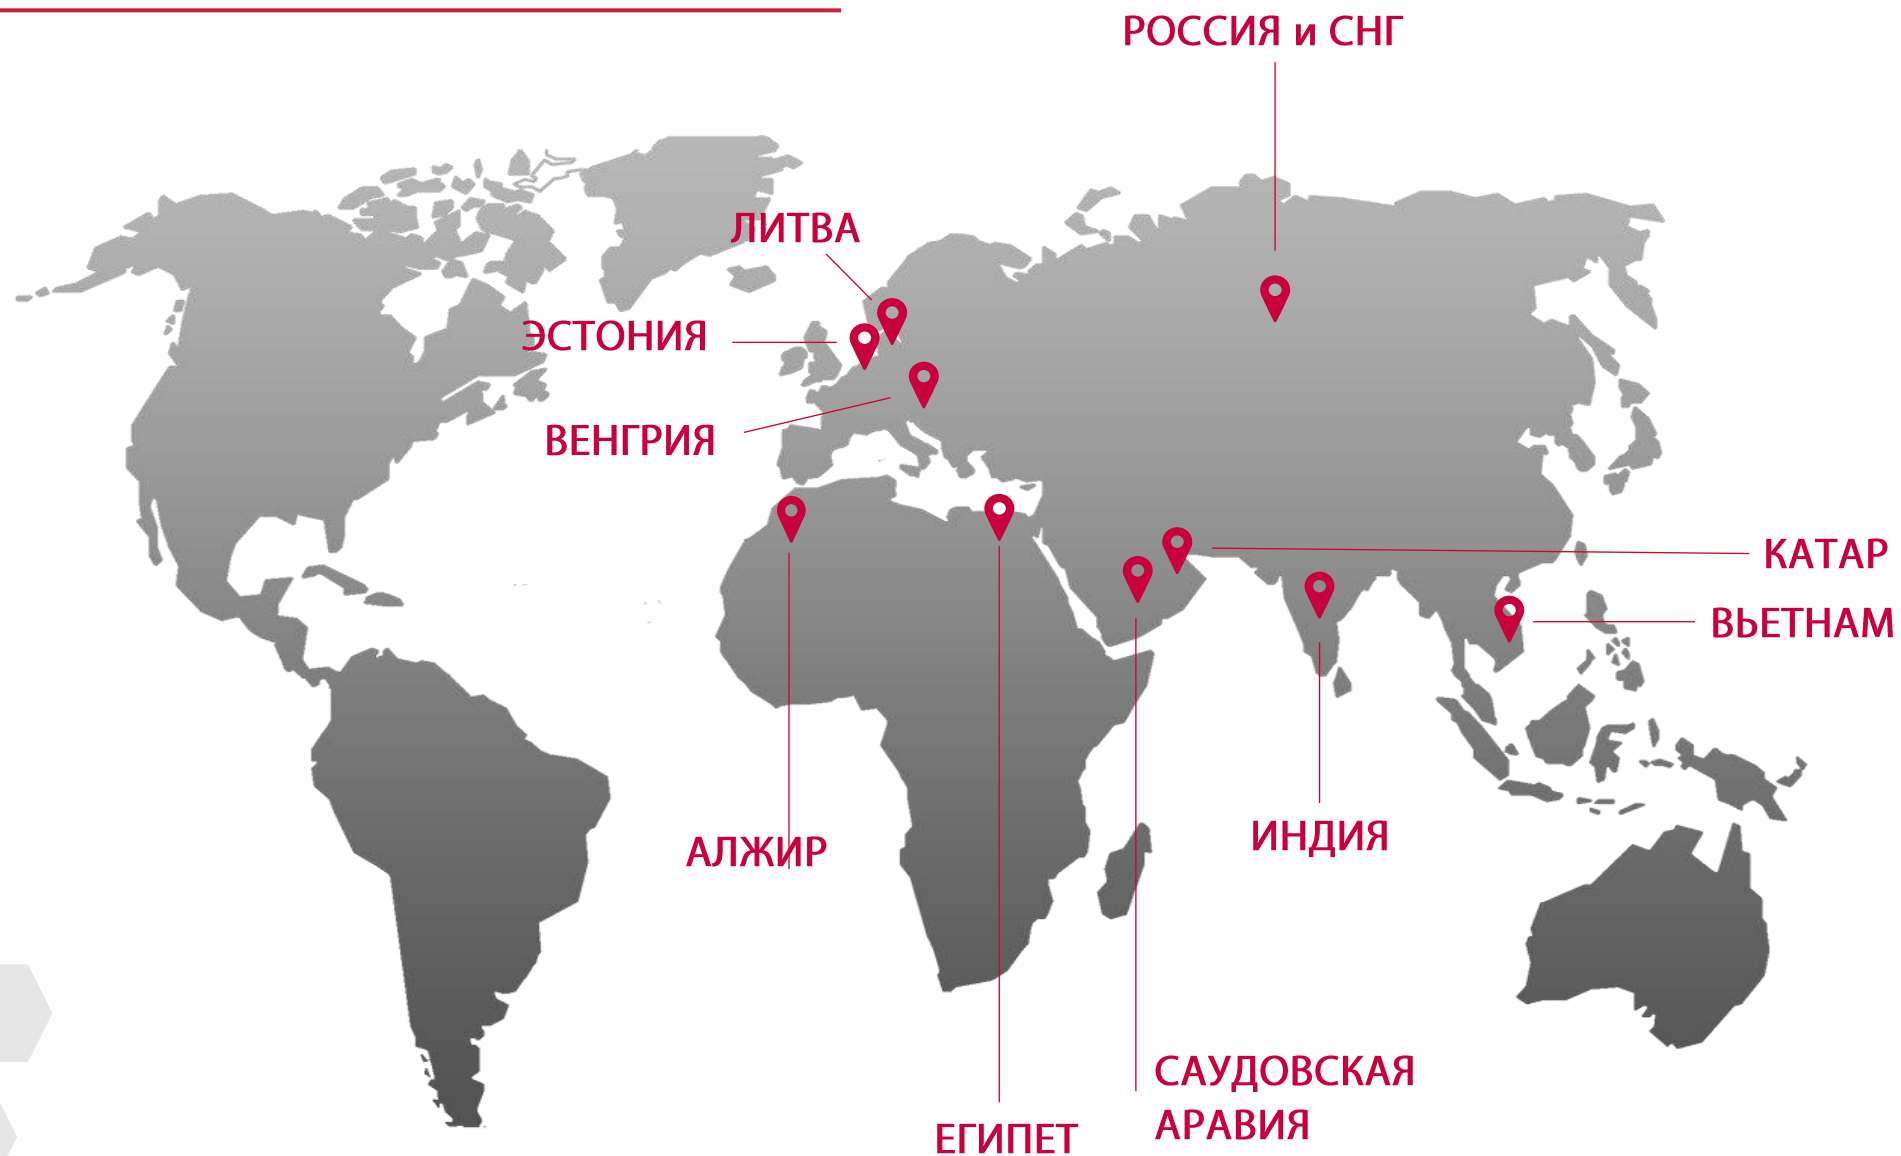 РОССИЯ и СНГ
ЛИТВА
ЭСТОНИЯ
ВЕНГРИЯ
КАТАР
ВЬЕТНАМ
ИНДИЯ
АЛЖИР
САУДОВСКАЯ
АРАВИЯ
ЕГИПЕТ